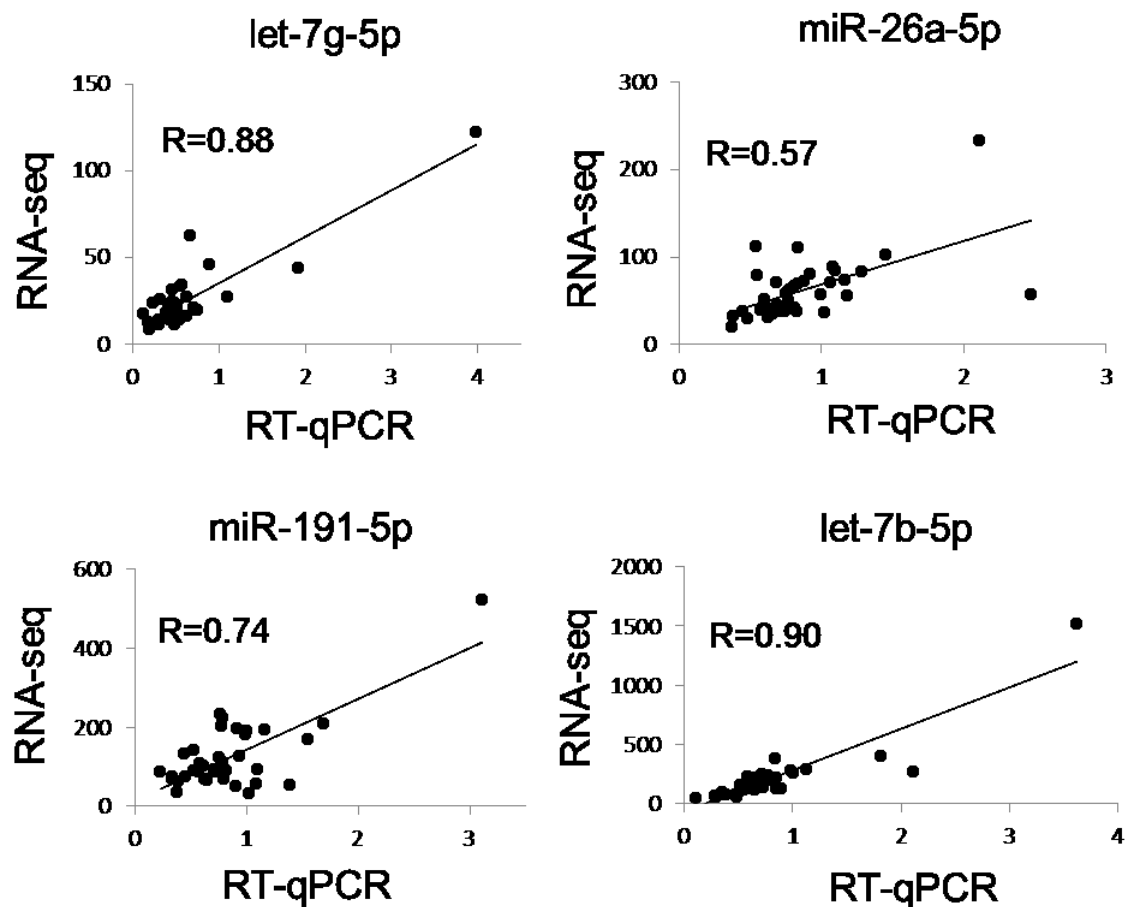 let-7g-5p
150
100
50
0
R=0.88
RNA-seq
0 1 2 3 4
RT-qPCR
miR-26a-5p
300
200
100
0
R=0.57
RNA-seq
0 1 2 3
RT-qPCR
miR-191-5p
600
400
200
0
R=0.74
RNA-seq
0 1 2 3 4
RT-qPCR
let-7b-5p
2000
1500
1000
500
0
R=0.90
RNA-seq
0 1 2 3 4
RT-qPCR